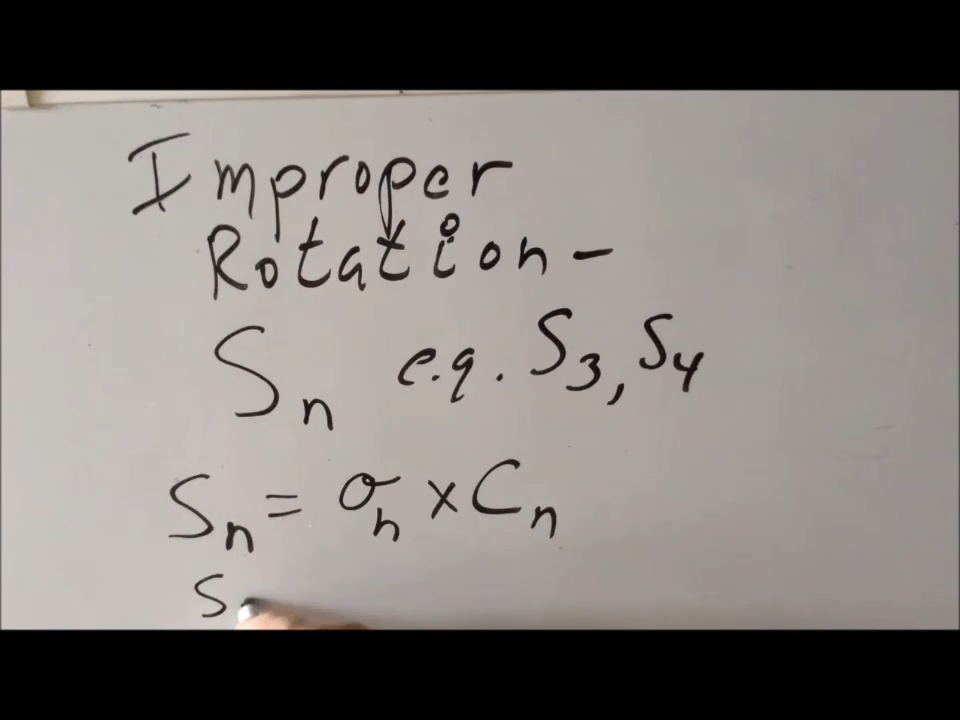 Improper
Rotation-
Sn e.g. S3, S4
Sn = σh x Cn
S